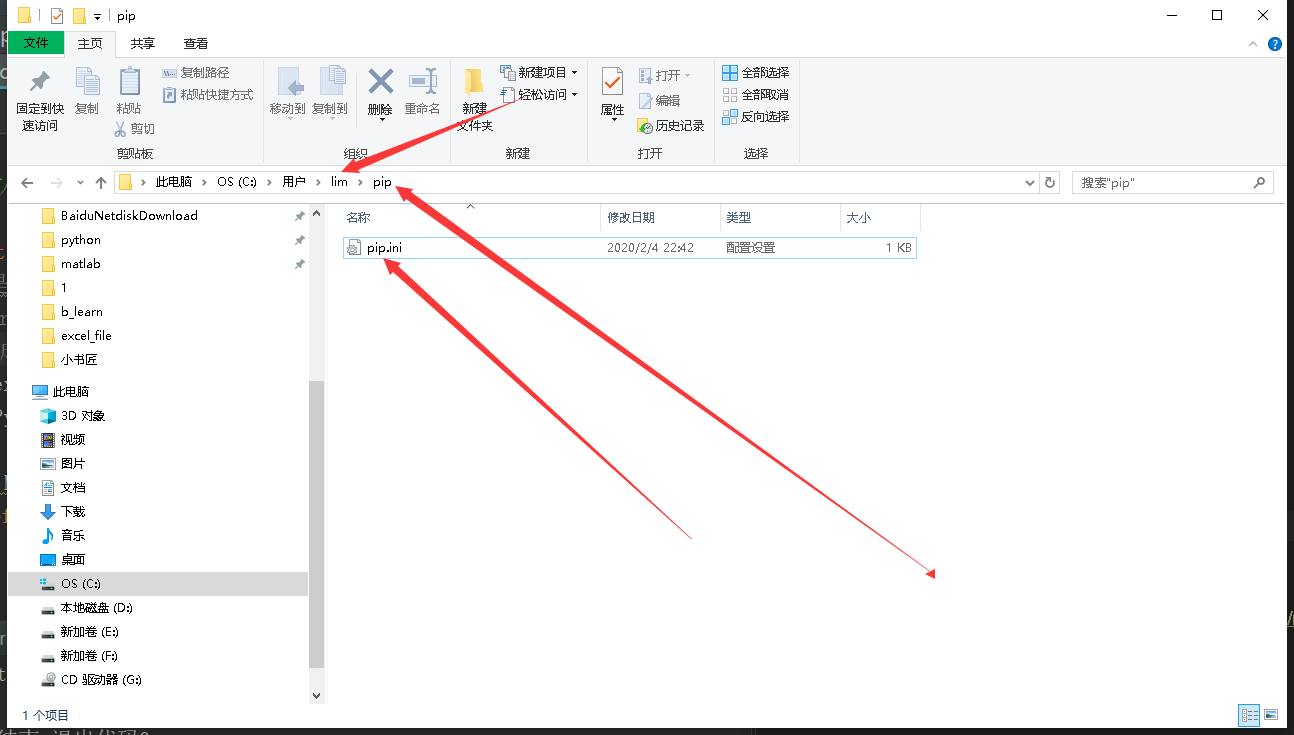 pip
文件 主页 共享 查看
固定到快速访问
复制
粘贴
复制路径
粘贴快捷方式
剪切
剪贴板
移动到
复制到
删除
重命名
组织
新建
文件夹
新建项目
轻松访问
新建
属性
打开
编辑
历史记录
打开
全部选择
全部取消
反向选择
选择
此电脑 OS (C:) 用户 lim pip
搜索"pip"
名称 修改日期 类型 大小
pip.ini 2020/2/4 22:42 配置设置 1 KB
BaiduNetdiskDownload
python
matlab
1
b_learn
excel_file
小书匠
此电脑
3D 对象
视频
图片
文档
下载
音乐
桌面
OS (C:)
本地磁盘 (D:)
新加卷 (E:)
新加卷 (F:)
CD 驱动器 (G:)
1 个项目